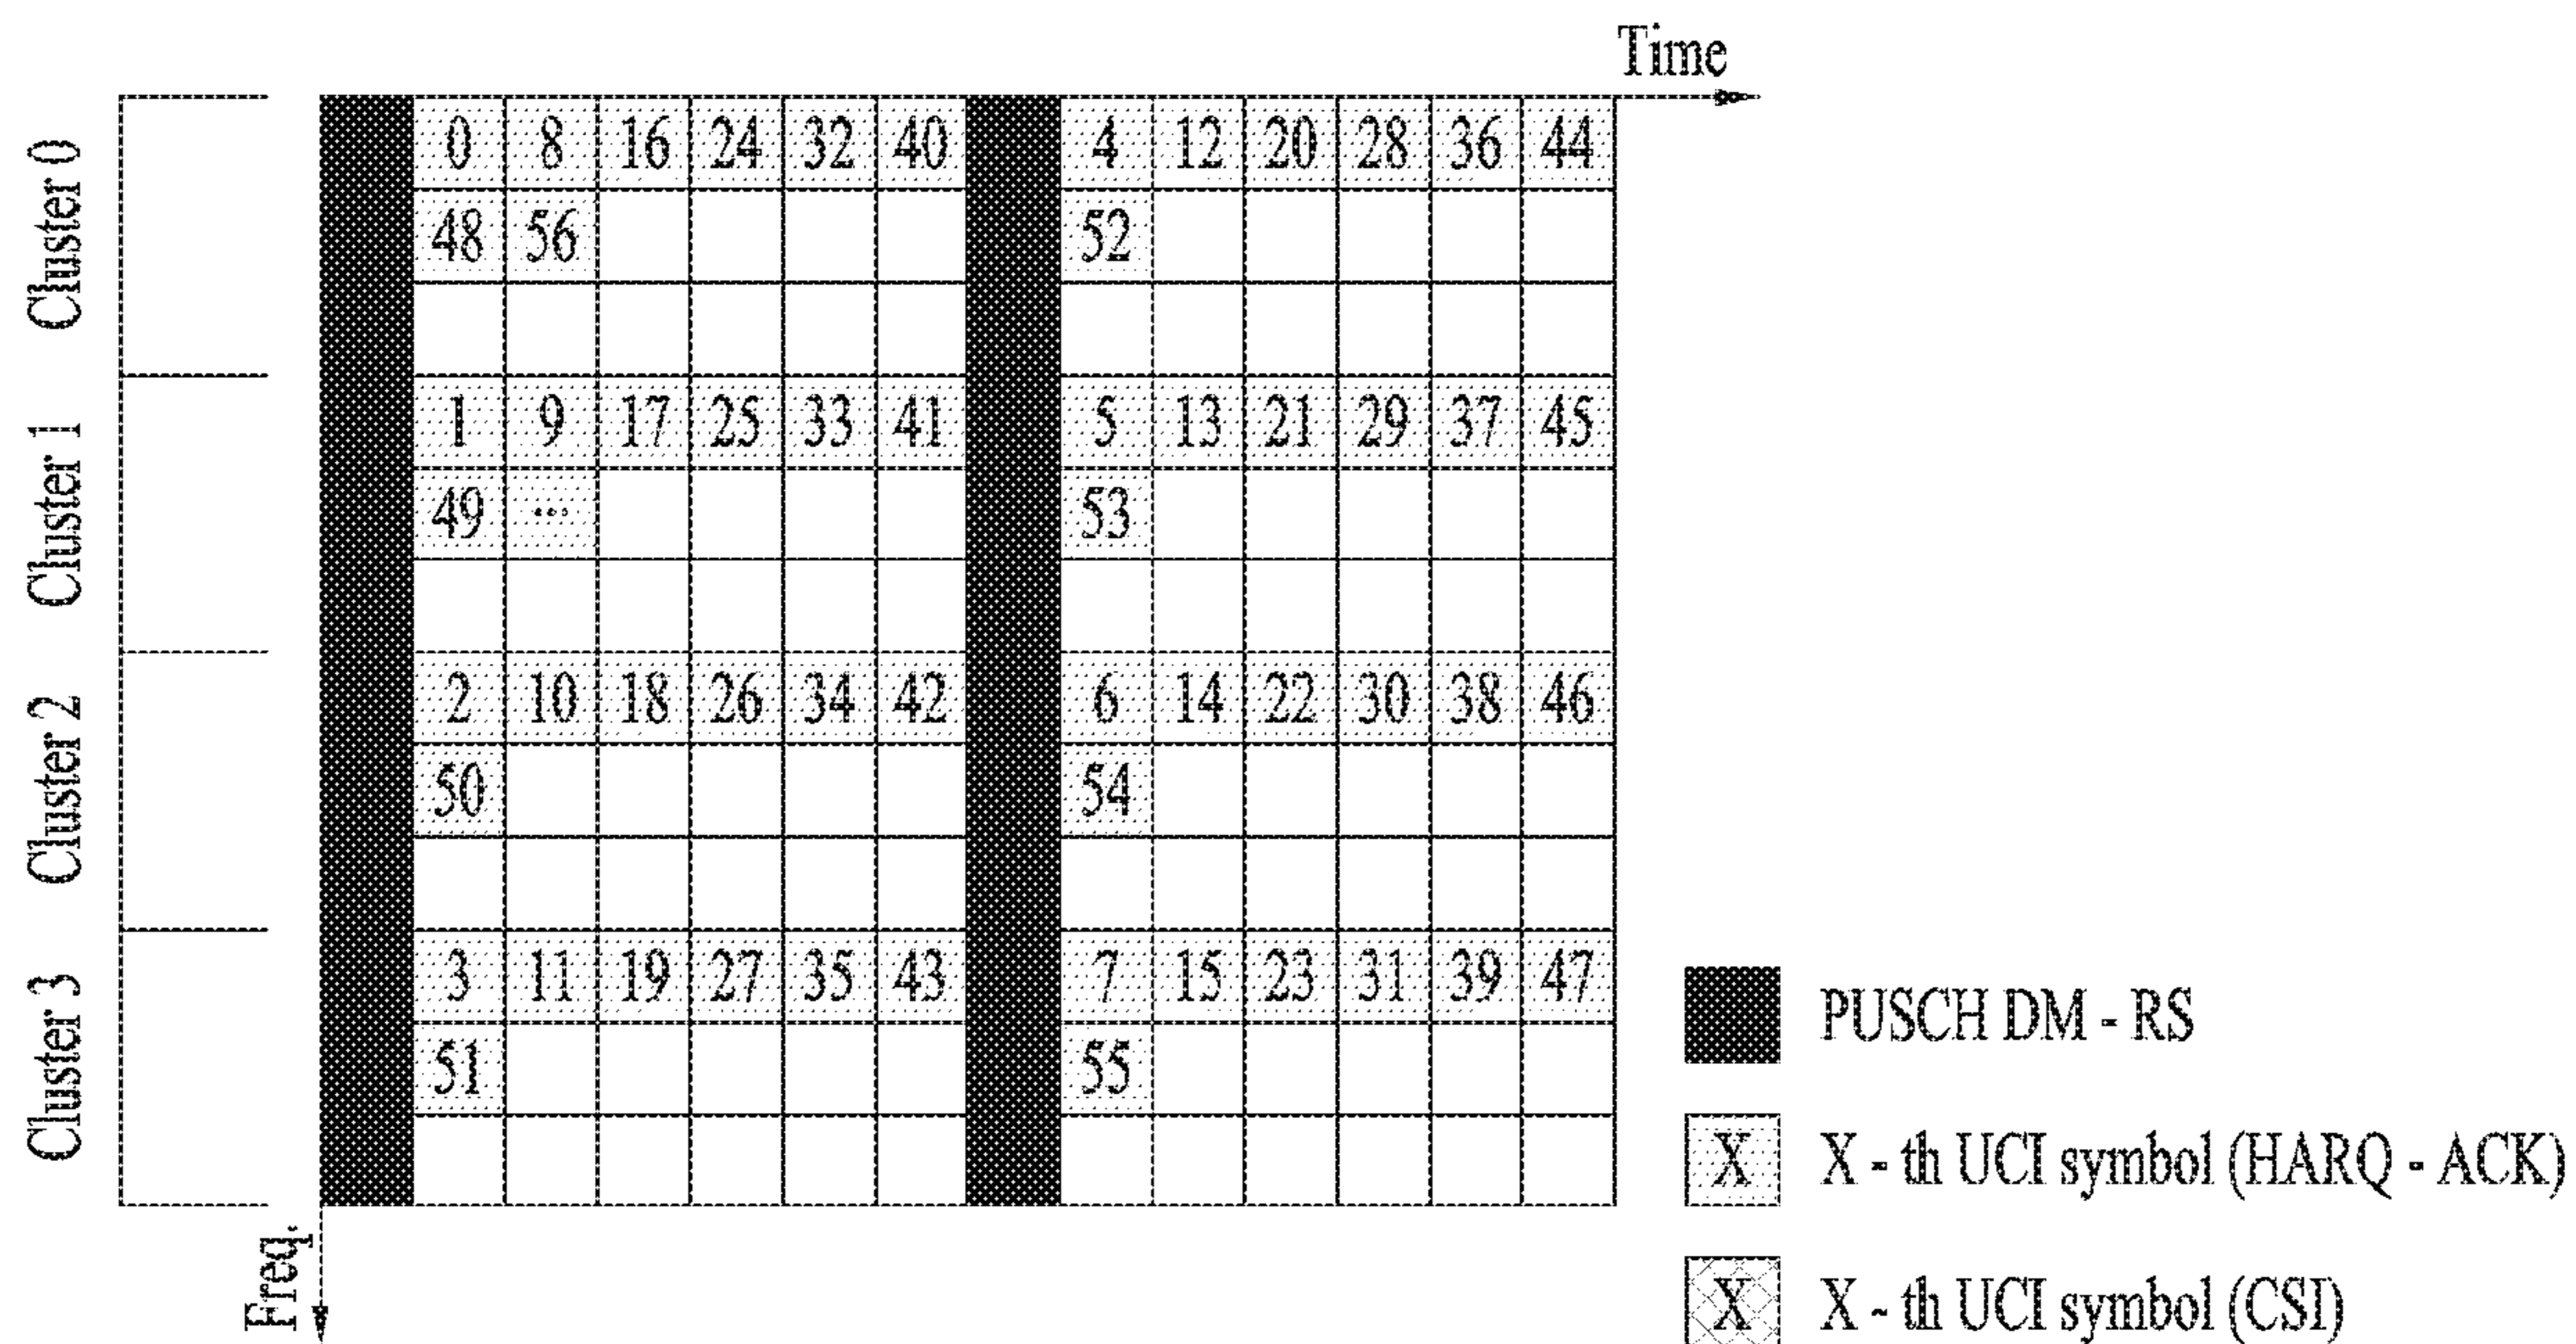 Time
Cluster 0
0 8 16 24 32 40 4 12 20 28 36 44
48 56 52
Cluster 1
1 9 17 25 33 41 5 13 21 29 37 45
49 ... 53
Cluster 2
2 10 18 26 34 42 6 14 22 30 38 46
50 54
Cluster 3
3 11 19 27 35 43 7 15 23 31 39 47
51 55
Freq.
PUSCH DM - RS
X X - th UCI symbol (HARQ - ACK)
X X - th UCI symbol (CSI)